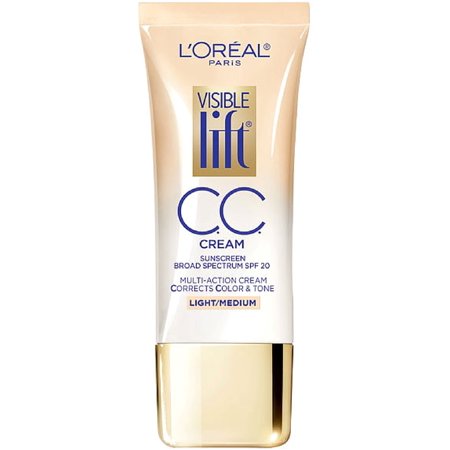 L'ORÉAL
PARIS
VISIBLE
lift®
C.C.
CREAM
SUNSCREEN
BROAD SPECTRUM SPF 20
MULTI-ACTION CREAM
CORRECTS COLOR & TONE
LIGHT/MEDIUM